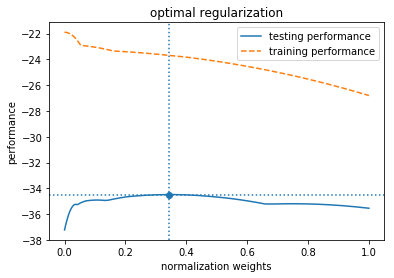 optimal regularization
testing performance
training performance
performance
−22
−24
−26
−28
−30
−32
−34
−36
−38
0.0 0.2 0.4 0.6 0.8 1.0
normalization weights